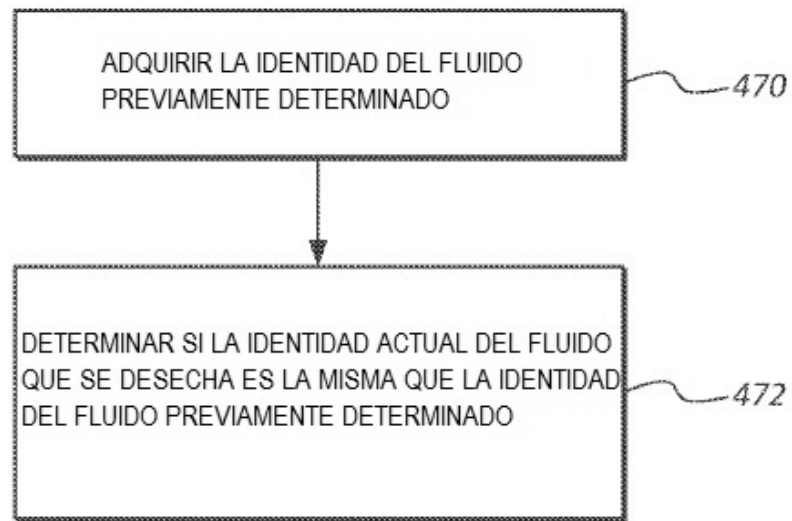 ADQUIRIR LA IDENTIDAD DEL FLUIDO
PREVIAMENTE DETERMINADO
470
DETERMINAR SI LA IDENTIDAD ACTUAL DEL FLUIDO
QUE SE DESECHA ES LA MISMA QUE LA IDENTIDAD
DEL FLUIDO PREVIAMENTE DETERMINADO
472